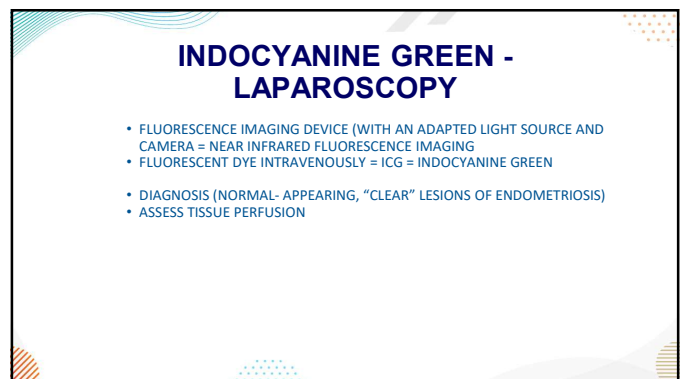 INDOCYANINE GREEN -
LAPAROSCOPY
• FLUORESCENCE IMAGING DEVICE (WITH AN ADAPTED LIGHT SOURCE AND
CAMERA = NEAR INFRARED FLUORESCENCE IMAGING
• FLUORESCENT DYE INTRAVENOUSLY = ICG = INDOCYANINE GREEN
• DIAGNOSIS (NORMAL- APPEARING, “CLEAR” LESIONS OF ENDOMETRIOSIS)
• ASSESS TISSUE PERFUSION